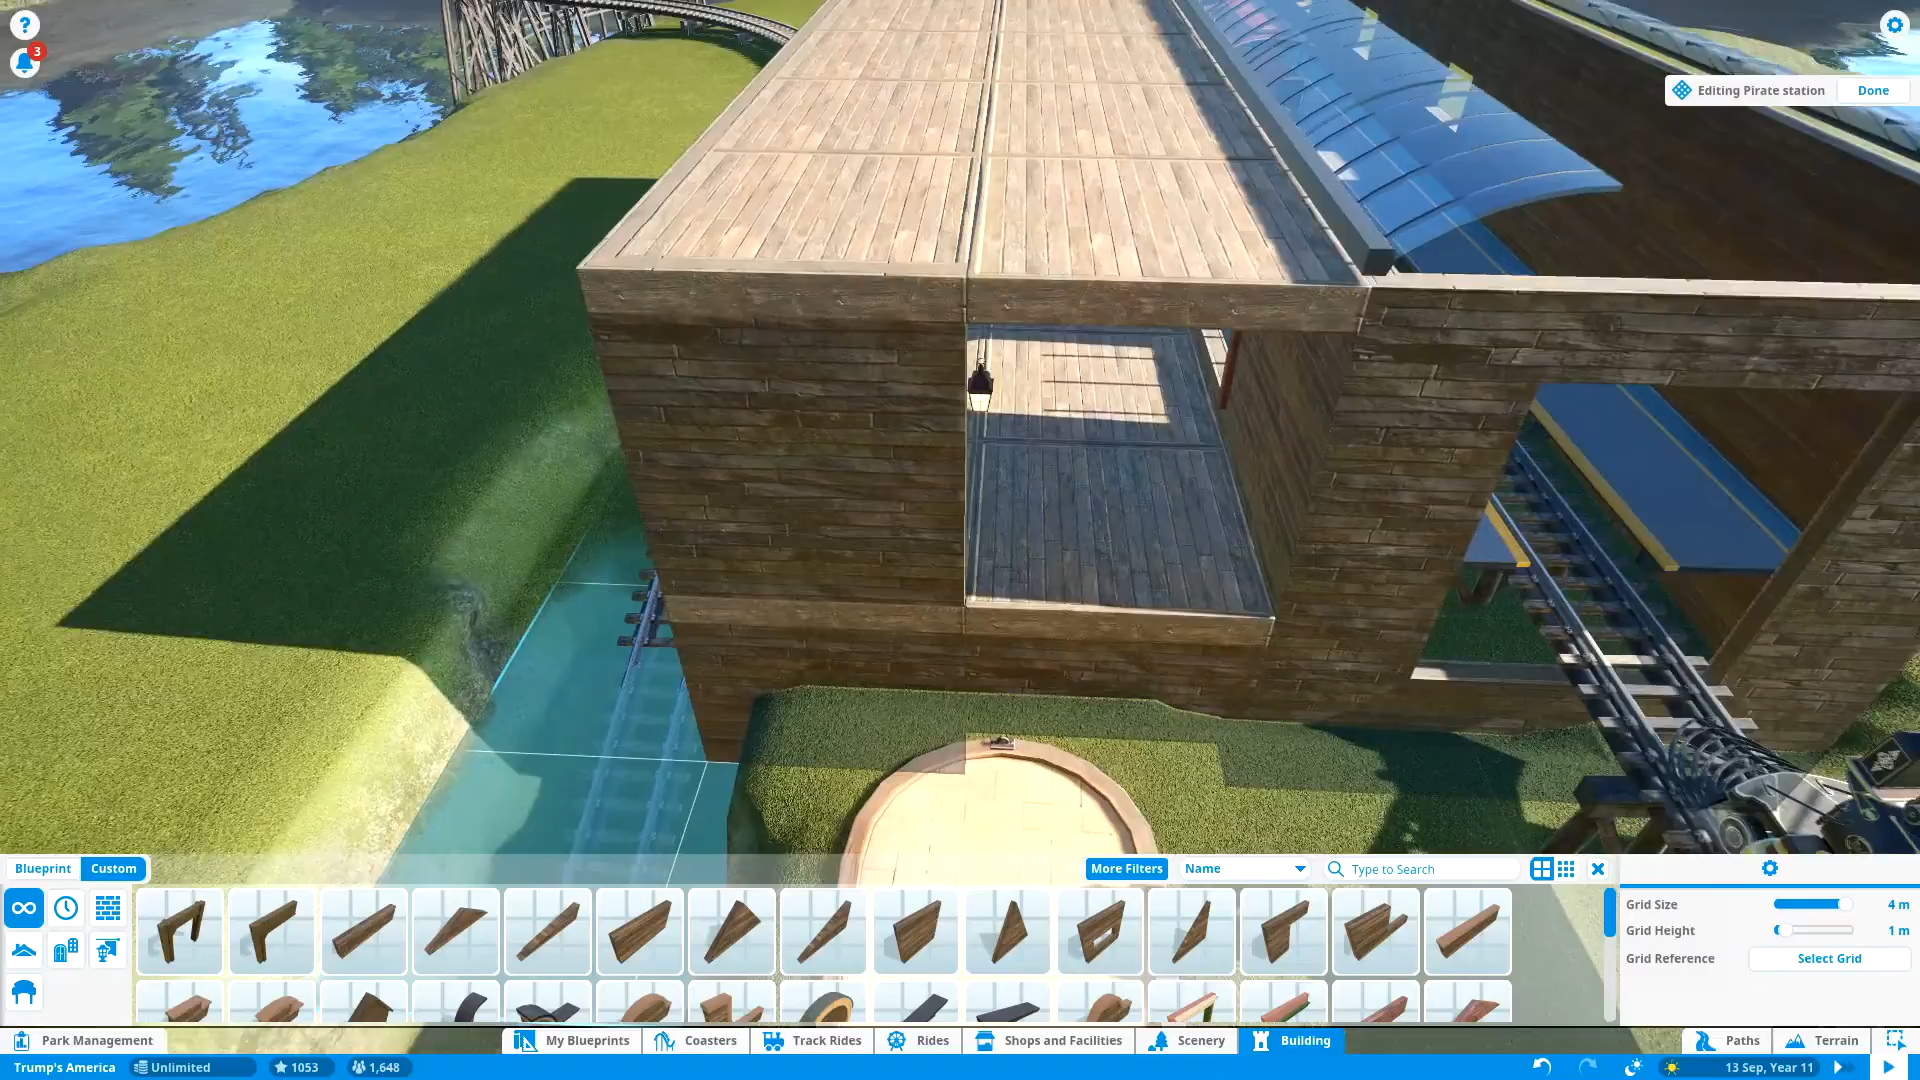 ?
3
Editing Pirate station
Done
Blueprint
Custom
More Filters
Name
Type to Search
Grid Size
4 m
Grid Height
1 m
Grid Reference
Select Grid
Park Management
My Blueprints
Coasters
Track Rides
Rides
Shops and Facilities
Scenery
Building
Paths
Terrain
Trump's America
Unlimited
1053
1,648
13 Sep, Year 11